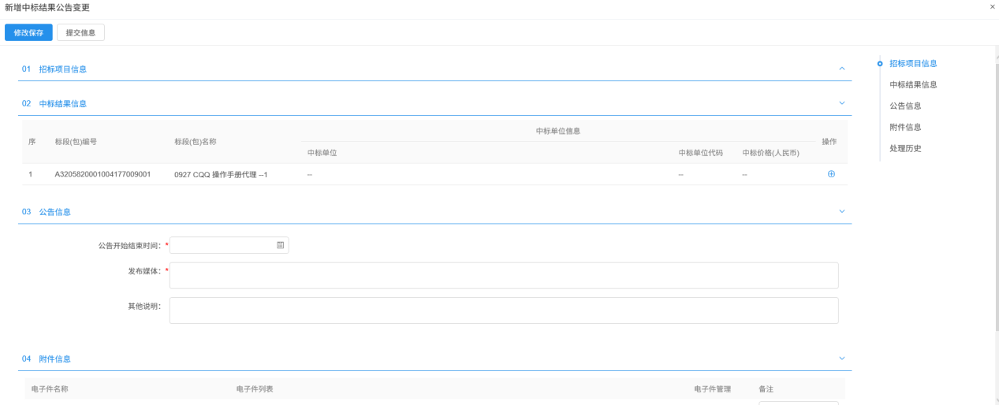 新增中标结果公告变更 ×
修改保存 提交信息
01 招标项目信息
02 中标结果信息
序 标段(包)编号 标段(包)名称 中标单位信息 操作
中标单位 中标单位代码 中标价格(人民币)
1 A3205820001004177009001 0927 CQQ 操作手册代理 --1 -- -- --
03 公告信息
公告开始结束时间: *
发布媒体: *
其他说明:
04 附件信息
电子件名称 电子件列表 电子件管理 备注
招标项目信息
中标结果信息
公告信息
附件信息
处理历史